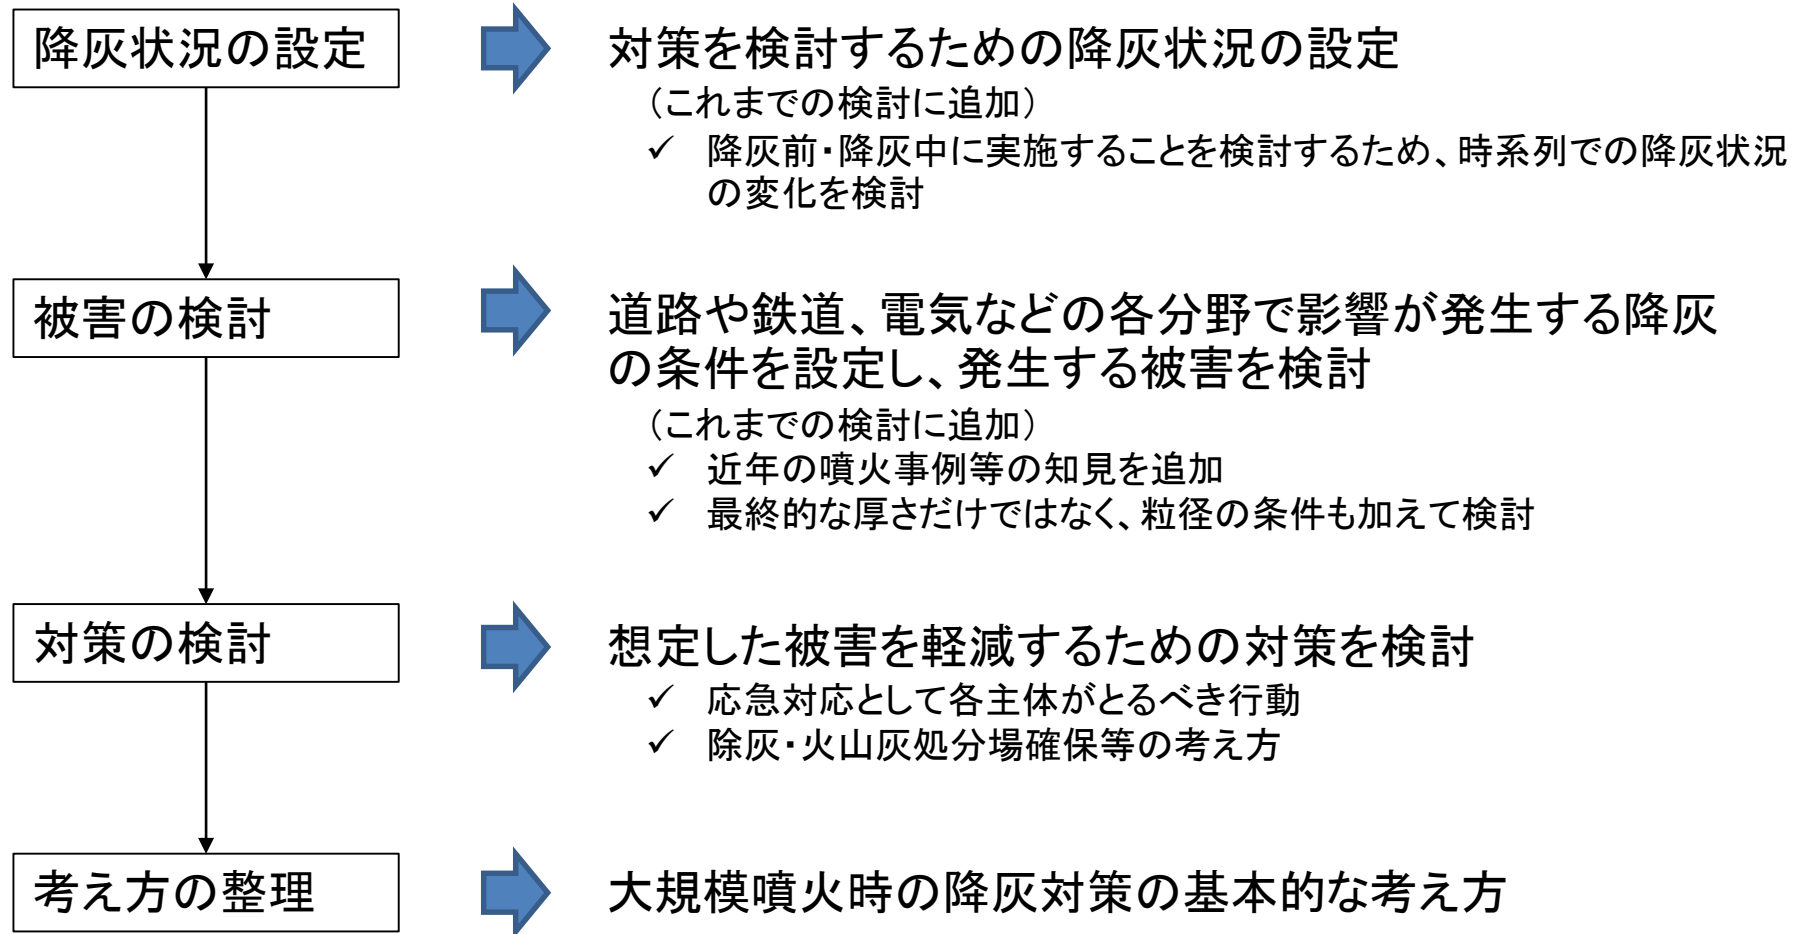 降灰状況の設定
対策を検討するための降灰状況の設定
（これまでの検討に追加）
✓ 降灰前・降灰中に実施することを検討するため、時系列での降灰状況
の変化を検討
被害の検討
道路や鉄道、電気などの各分野で影響が発生する降灰
の条件を設定し、発生する被害を検討
（これまでの検討に追加）
✓ 近年の噴火事例等の知見を追加
✓ 最終的な厚さだけではなく、粒径の条件も加えて検討
対策の検討
想定した被害を軽減するための対策を検討
✓ 応急対応として各主体がとるべき行動
✓ 除灰・火山灰処分場確保等の考え方
考え方の整理
大規模噴火時の降灰対策の基本的な考え方